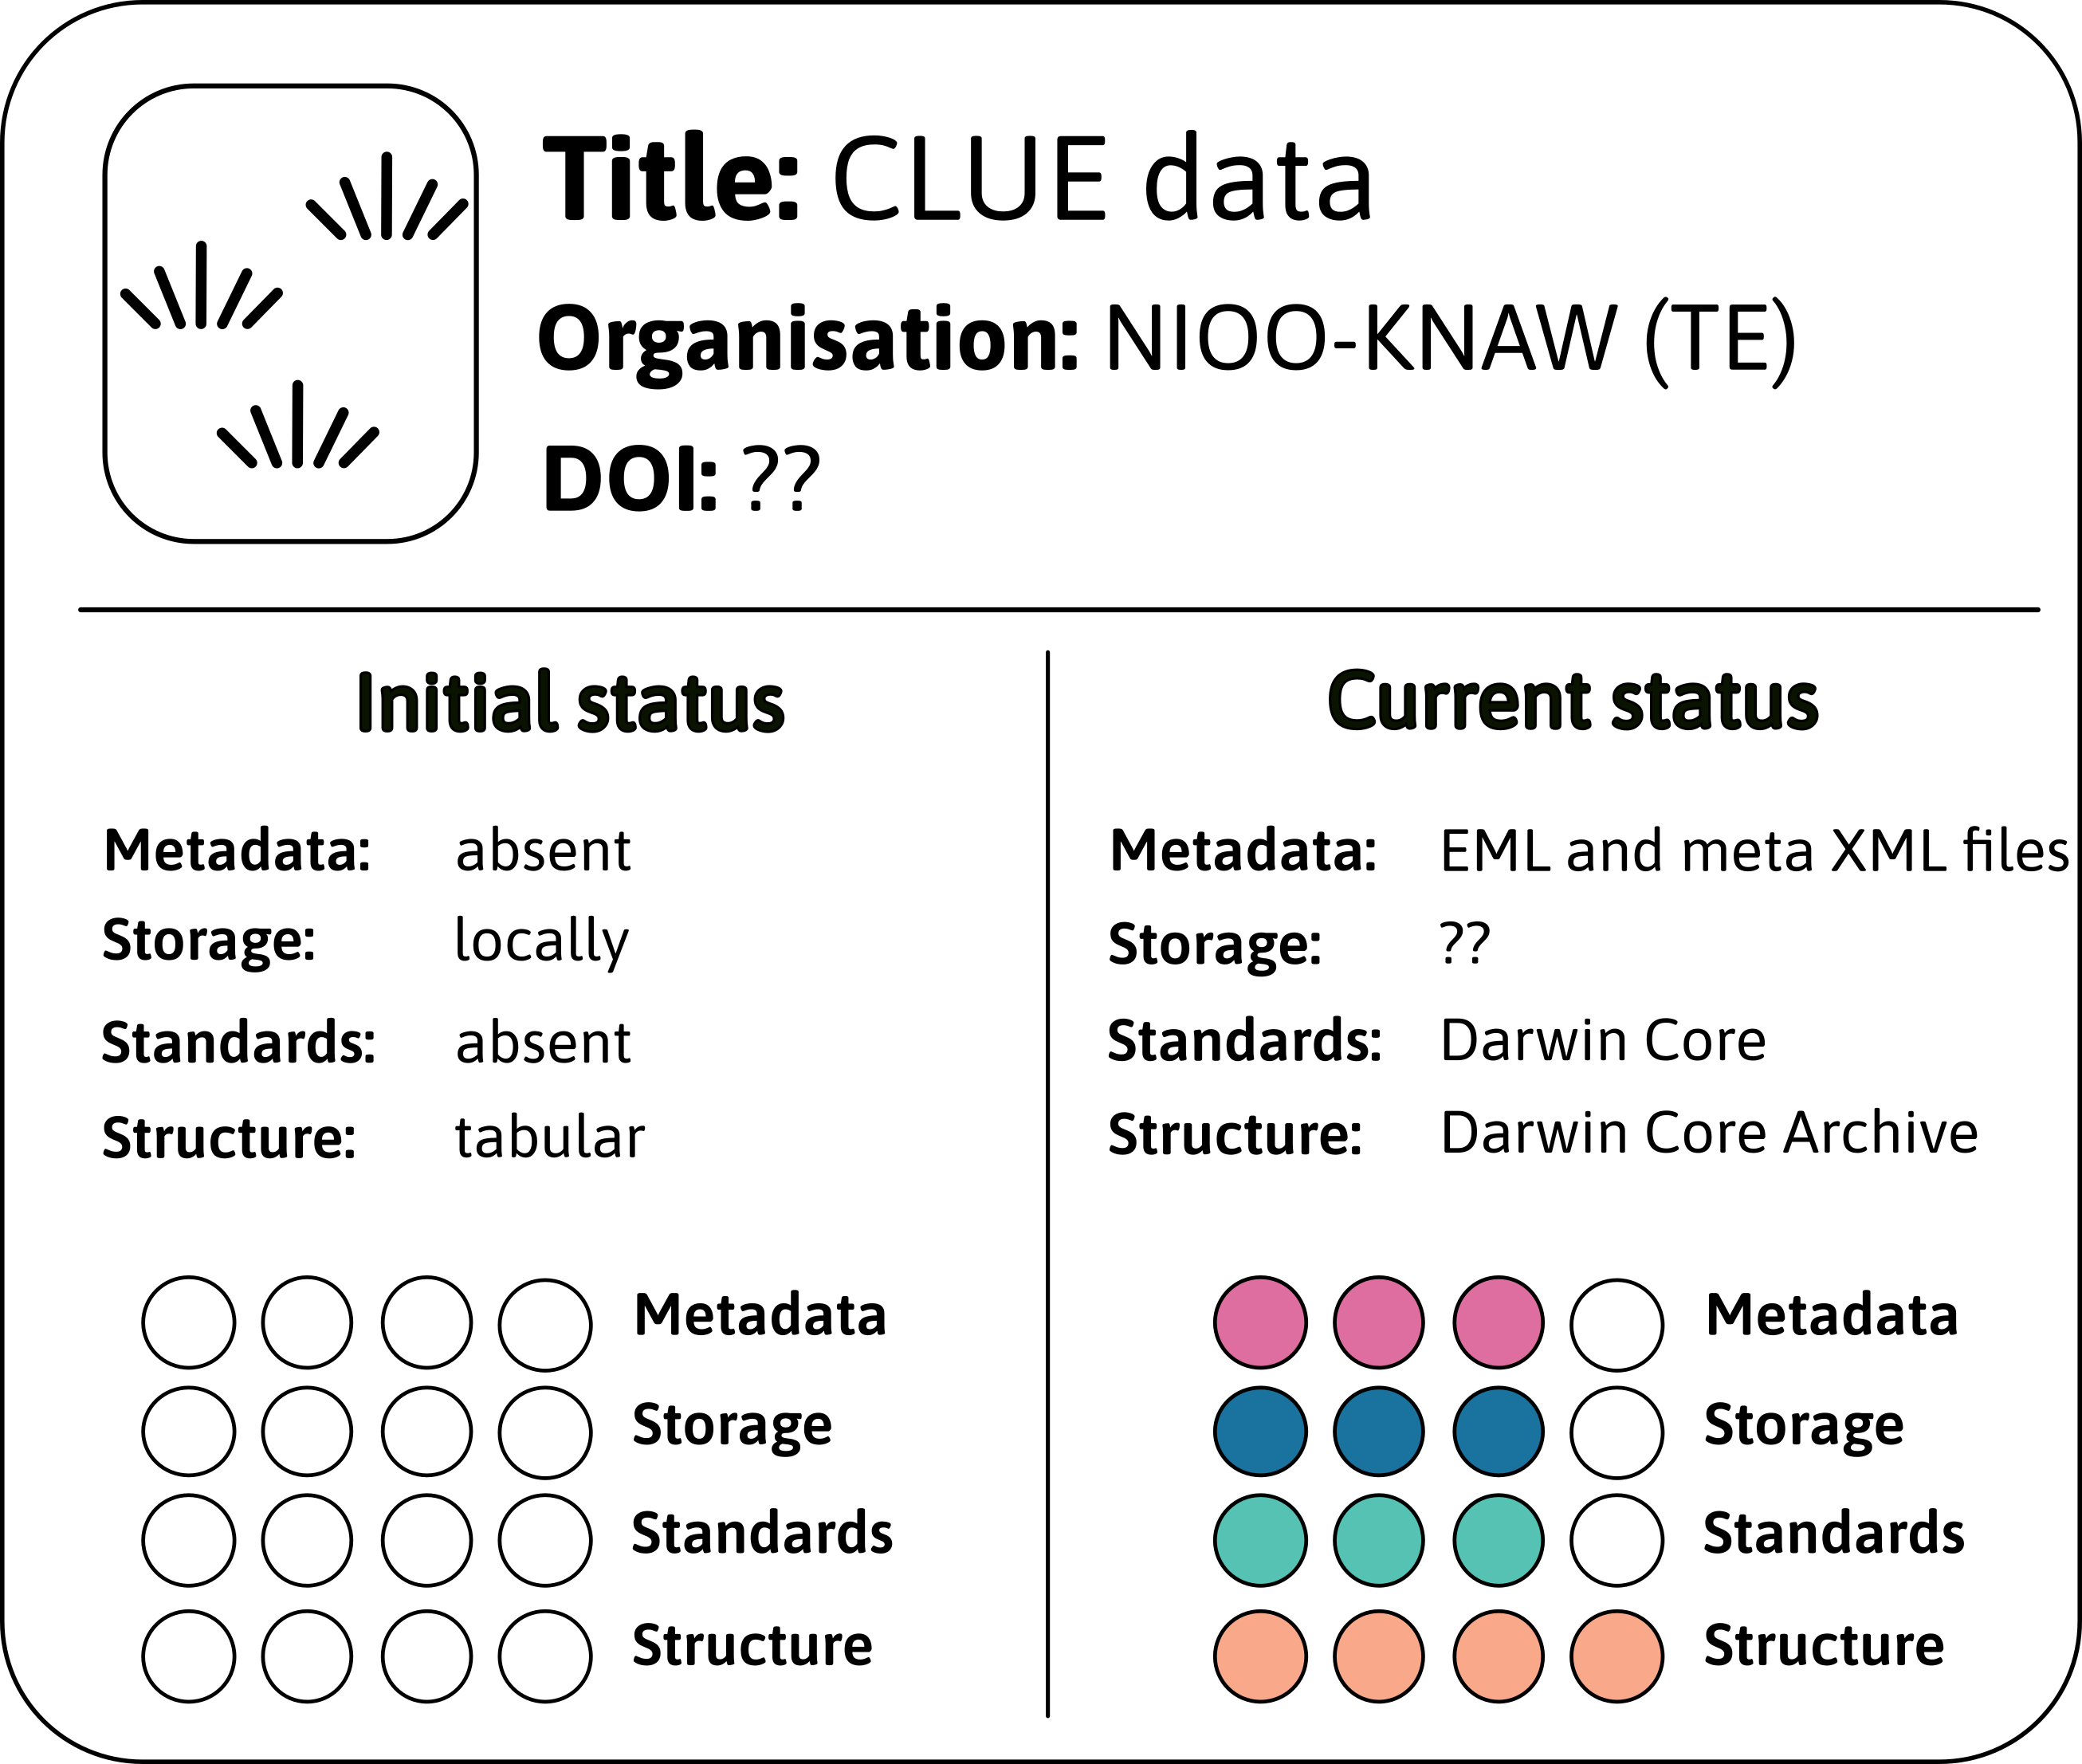 Title: CLUE data
Organisation: NIOO-KNAW (TE)
DOI: ??
Initial status
Metadata: absent
Storage: locally
Standards: absent
Structure: tabular
Metadata
Storage
Standards
Structure
Current status
Metadata: EML and meta XML files
Storage: ??
Standards: Darwin Core
Structure: Darwin Core Archive
Metadata
Storage
Standards
Structure